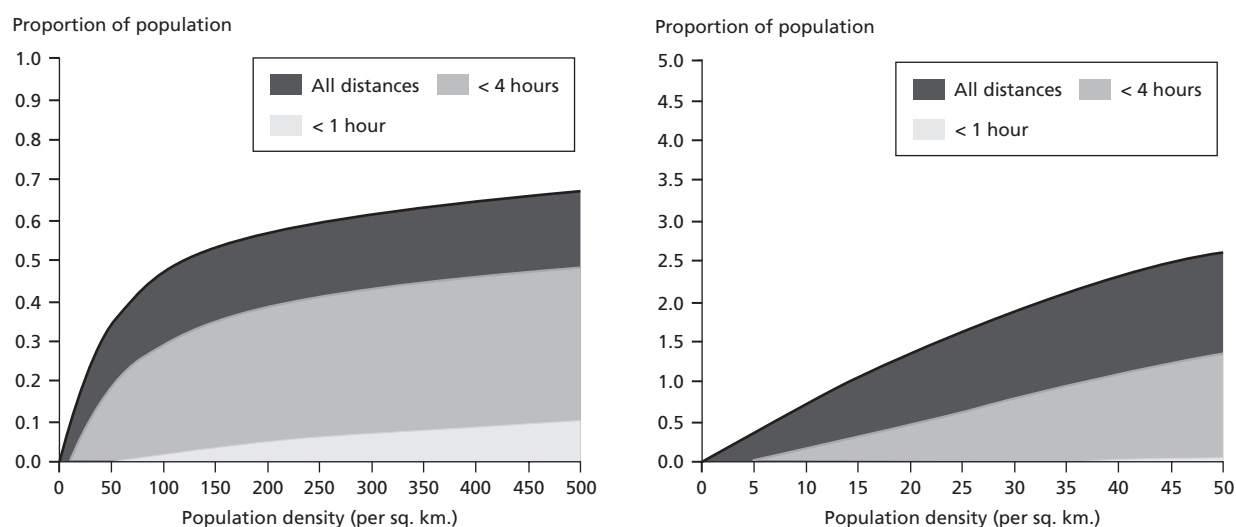 Proportion of population
1.0
0.9
0.8
0.7
0.6
0.5
0.4
0.3
0.2
0.1
0.0
All distances < 4 hours
< 1 hour
0 50 100 150 200 250 300 350 400 450 500
Population density (per sq. km.)
Proportion of population
5.0
4.5
4.0
3.5
3.0
2.5
2.0
1.5
1.0
0.5
0.0
All distances < 4 hours
< 1 hour
0 5 10 15 20 25 30 35 40 45 50
Population density (per sq. km.)